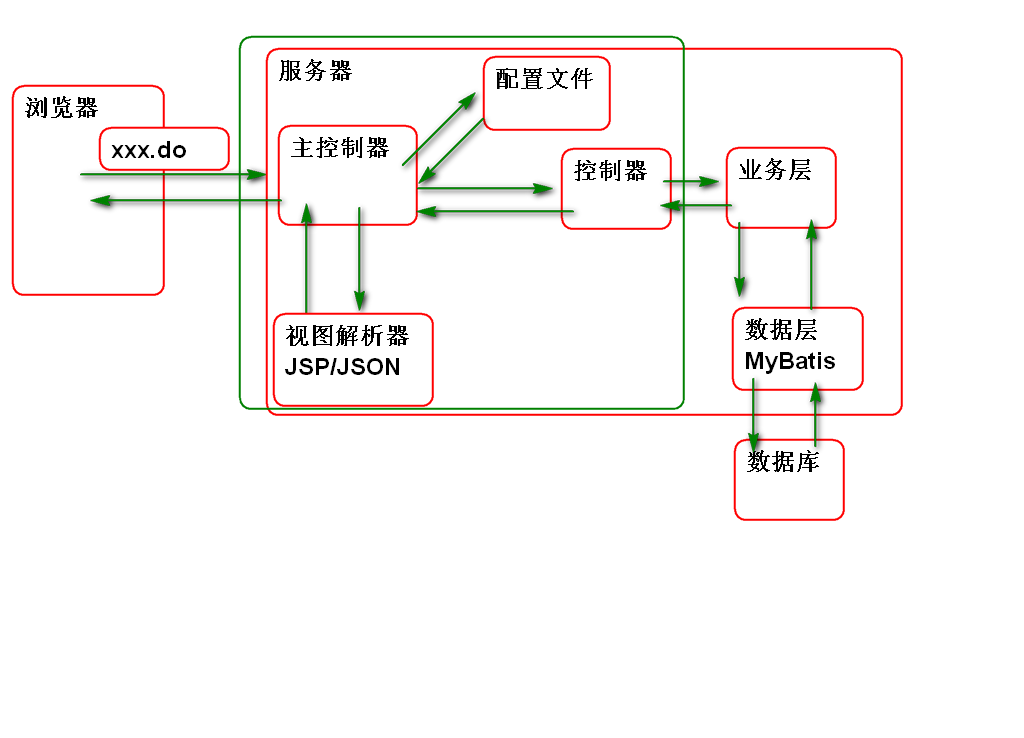 服务器
配置文件
浏览器
xxx.do
主控制器
控制器
业务层
视图解析器
JSP/JSON
数据层
MyBatis
数据库